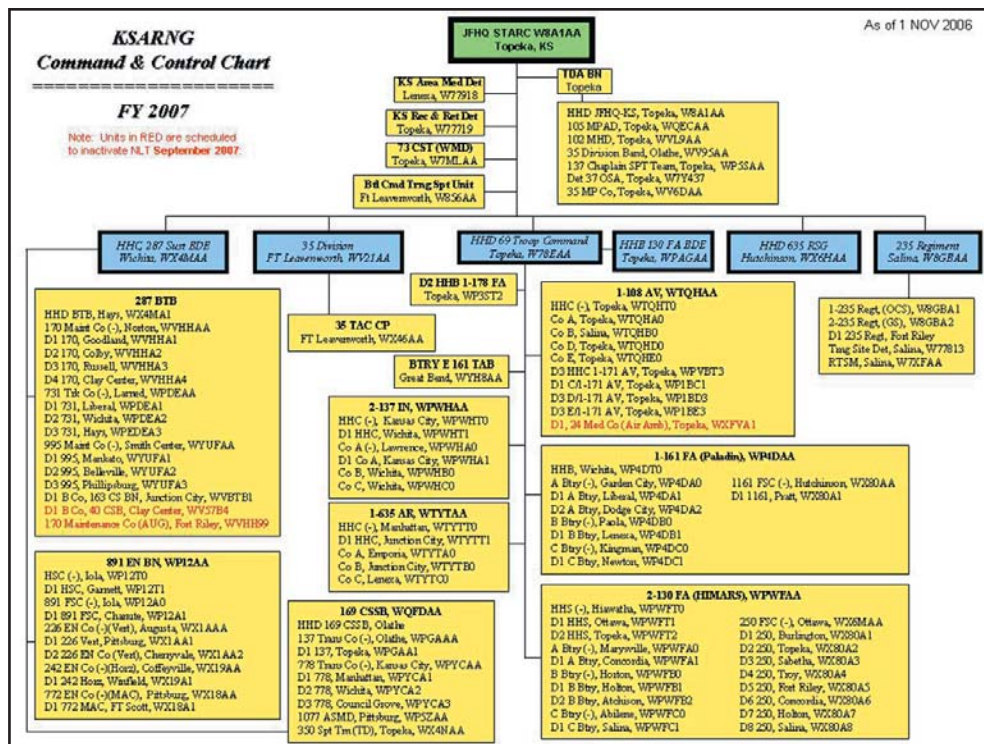 KSARNG
Command & Control Chart
=====================
FY 2007
Note: Units in RED are scheduled
to inactivate NLT September 2007:
As of 1 NOV 2006
JFHQ STARC W8A1AA
Topeka, KS
KS Area Med Det
Lenexa, W77918
KS Rec & Ret Det
Topeka, W77719
73 CST (WMD)
Topeka, W7MLAA
Btl Cmd Trng Spt Unit
Ft Leavenworth, W856AA
TDA BN
Topeka
HHD JFHQ-KS, Topeka, W8A1AA
105 MPAD, Topeka, WQECAA
102 MHD, Topeka, WVL9AA
35 Division Band, Olathe, WV95AA
137 Chaplain SPT Team, Topeka, WP5SAA
Det 37 OSA, Topeka, W7Y437
35 MP Co, Topeka, WV6DAA
HHC 287 Sust BDE
Wichita, WX4MAA
35 Division
FT Leavenworth, WV21AA
HHD 69 Troop Command
Topeka, W78EAA
HHB 130 FA BDE
Topeka, WPAGAA
HHD 635 RSG
Hutchinson, WX6HAA
235 Regiment
Salina, W8GBAA
287 BTB
HHD BTB, Hays, WX4MA1
170 Maint Co (-), Norton, WVHHAA
D1 170, Goodland, WVHHA1
D2 170, Colby, WVHHA2
D3 170, Russell, WVHHA3
D4 170, Clay Center, WVHHA4
731 Trk Co (-), Larned, WPDEAA
D1 731, Liberal, WPDEA1
D2 731, Wichita, WPDEA2
D3 731, Hays, WPEDEA3
995 Maint Co (-), Smith Center, WYUFAA
D1 995, Mankato, WYUFA1
D2 995, Belleville, WYUFA2
D3 995, Phillipsburg, WYUFA3
D1 B Co, 163 CS BN, Junction City, WVBTB1
D1 B Co, 40 CSB, Clay Center, WV57B4
170 Maintenance Co (AUG), Fort Riley, WVHH99
891 EN BN, WP12AA
HSC (-), Iola, WP12T0
D1 HSC, Garnett, WP12T1
891 FSC (-), Iola, WP12A0
D1 891 FSC, Chanute, WP12A1
226 EN Co (-)(Vert), Augusta, WX1AAA
D1 226 Vert, Pittsburg, WX1AA1
D2 226 EN Co (Vert), Cherryvale, WX1AA2
242 EN Co (-)(Horz), Coffeyville, WX19AA
D1 242 Horz, Winfield, WX19A1
772 EN Co (-)(MAC), Pittsburg, WX18AA
D1 772 MAC, FT Scott, WX18A1
35 TAC CP
FT Leavenworth, WX46AA
D2 HHB 1-178 FA
Topeka, WP3ST2
BTRY E 161 TAB
Great Bend, WYH8AA
2-137 IN, WPWHAA
HHC (-), Kansas City, WPWHT0
D1 HHC, Wichita, WPWHT1
Co A (-), Lawrence, WPWHA0
D1 Co A, Kansas City, WPWHA1
Co B, Wichita, WPWHB0
Co C, Wichita, WPWHC0
1-635 AR, WTYTAA
HHC (-), Manhattan, WTYTT0
D1 HHC, Junction City, WTYTT1
Co A, Emporia, WTYTA0
Co B, Junction City, WTYTB0
Co C, Lenexa, WTYTC0
169 CSSB, WQFDAA
HHD 169 CSSB, Olathe
137 Trans Co (-), Olathe, WPGAAA
D1 137, Topeka, WPGAA1
778 Trans Co (-), Kansas City, WPYCAA
D1 778, Manhattan, WPYCA1
D2 778, Wichita, WPYCA2
D3 778, Council Grove, WPYCA3
1077 ASMD, Pittsburg, WP5ZAA
350 Spt Tm (TD), Topeka, WX4NAA
1-108 AV, WTQHAA
HHC (-), Topeka, WTQHT0
Co A, Topeka, WTQHA0
Co B, Salina, WTQHB0
Co D, Topeka, WTQHD0
Co E, Topeka, WTQHE0
D3 HHC 1-171 AV, Topeka, WPVBT3
D1 C/1-171 AV, Topeka, WP1BC1
D3 D/1-171 AV, Topeka, WP1BD3
D3 E/1-171 AV, Topeka, WP1BE3
D1, 24 Med Co (Air Amb), Topeka, WXFVA1
1-235 Regt, (OCS), W8GBA1
2-235 Regt, (GS), W8GBA2
D1 235 Regt, Fort Riley
Trng Site Det, Salina, W77813
RTSM, Salina, W7XFAA
1-161 FA (Paladin), WP4DAA
HHB, Wichita, WP4DT0
A Btry (-), Garden City, WP4DA0
D1 A Btry, Liberal, WP4DA1
D2 A Btry, Dodge City, WP4DA2
B Btry (-), Paola, WP4DB0
D1 B Btry, Lenexa, WP4DB1
C Btry (-), Kingman, WP4DC0
D1 C Btry, Newton, WP4DC1
1161 FSC (-), Hutchinson, WX80AA
D1 1161, Pratt, WX80A1
2-130 FA (HIMARS), WPWFAA
HHS (-), Hiawatha, WPWFT0
D1 HHS, Ottawa, WPWFT1
D2 HHS, Topeka, WPWFT2
A Btry (-), Marysville, WPWFA0
D1 A Btry, Concordia, WPWFA1
B Btry (-), Horton, WPWFB0
D1 B Btry, Holton, WPWFB1
D2 B Btry, Atchison, WPWFB2
C Btry (-), Abilene, WPWFC0
D1 C Btry, Salina, WPWFC1
250 FSC (-), Ottawa, WX6MAA
D1 250, Burlington, WX80A1
D2 250, Topeka, WX80A2
D3 250, Sabetha, WX80A3
D4 250, Troy, WX80A4
D5 250, Fort Riley, WX80A5
D6 250, Concordia, WX80A6
D7 250, Holton, WX80A7
D8 250, Salina, WX80A8